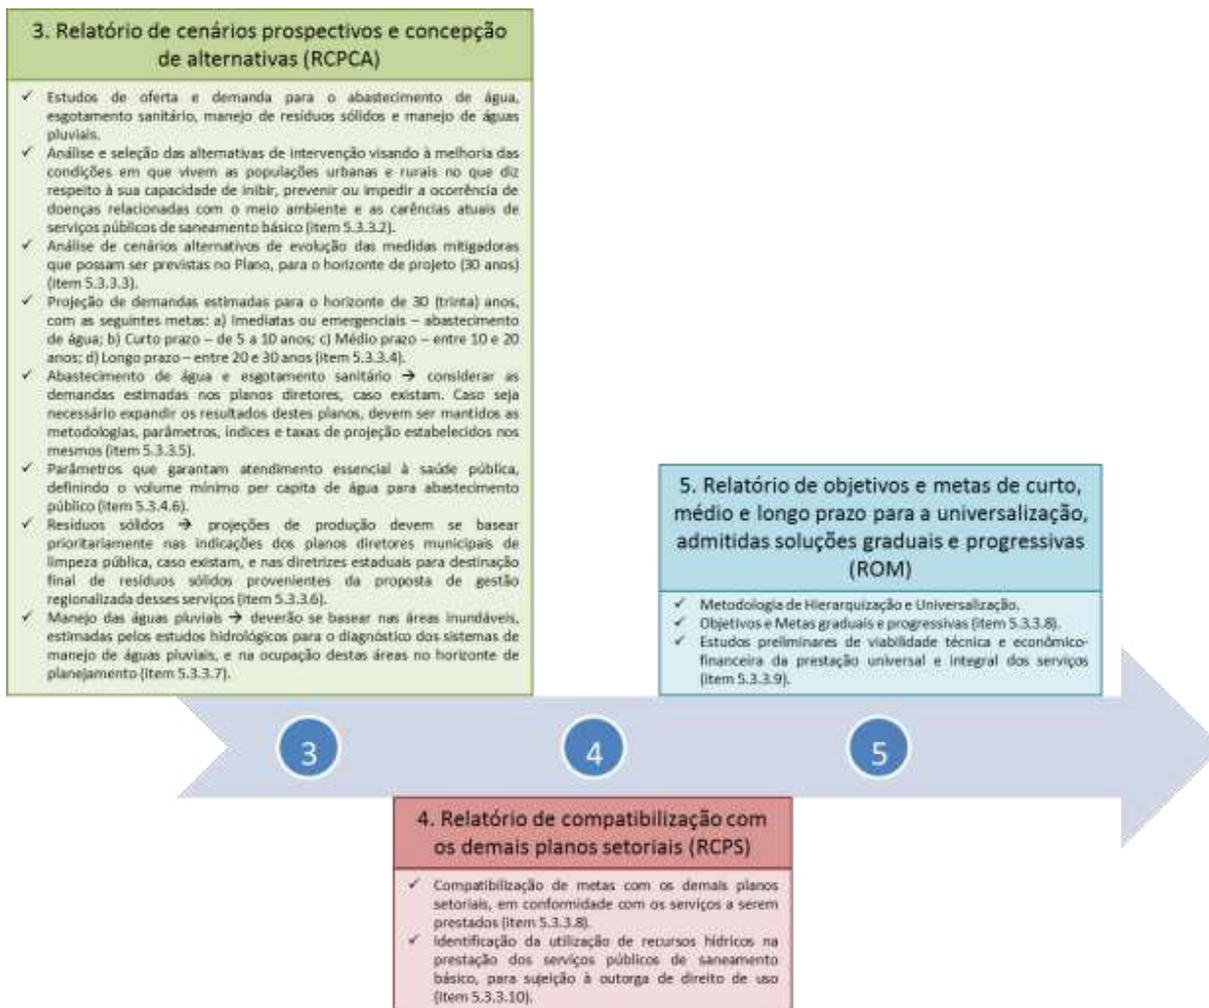 3. Relatório de cenários prospectivos e concepção
de alternativas (RCPCA)
✓ Estudos de oferta e demanda para o abastecimento de água,
esgotamento sanitário, manejo de resíduos sólidos e manejo de águas
pluviais.
✓ Análise e seleção das alternativas de intervenção visando à melhoria das
condições em que vivem as populações urbanas e rurais no que diz
respeito à sua capacidade de inibir, prevenir ou impedir a ocorrência de
doenças relacionadas com o meio ambiente e as carências atuais de
serviços públicos de saneamento básico (item 5.3.3.2).
✓ Análise de cenários alternativos de evolução das medidas mitigadoras
que possam ser previstas no Plano, para o horizonte de projeto (30 anos)
(item 5.3.3.3).
✓ Projeção de demandas estimadas para o horizonte de 30 (trinta) anos,
com as seguintes metas: a) Imediatas ou emergenciais – abastecimento
de água; b) Curto prazo – de 5 a 10 anos; c) Médio prazo – entre 10 e 20
anos; d) Longo prazo – entre 20 e 30 anos (item 5.3.3.4).
✓ Abastecimento de água e esgotamento sanitário → considerar as
demandas estimadas nos planos diretores, caso existam. Caso seja
necessário expandir os resultados destes planos, devem ser mantidos as
metodologias, parâmetros, índices e taxas de projeção estabelecidos nos
mesmos (item 5.3.3.5).
✓ Parâmetros que garantam atendimento essencial à saúde pública,
definindo o volume mínimo per capita de água para abastecimento
público (item 5.3.4.6).
✓ Resíduos sólidos → projeções de produção devem se basear
prioritariamente nas indicações dos planos diretores municipais de
limpeza pública, caso existam, e nas diretrizes estaduais para destinação
final de resíduos sólidos provenientes da proposta de gestão
regionalizada desses serviços (item 5.3.3.6).
✓ Manejo das águas pluviais → deverão se basear nas áreas inundáveis,
estimadas pelos estudos hidrológicos para o diagnóstico dos sistemas de
manejo de águas pluviais, e na ocupação destas áreas no horizonte de
planejamento (item 5.3.3.7).
5. Relatório de objetivos e metas de curto,
médio e longo prazo para a universalização,
admitidas soluções graduais e progressivas
(ROM)
✓ Metodologia de Hierarquização e Universalização.
✓ Objetivos e Metas graduais e progressivas (item 5.3.3.8).
✓ Estudos preliminares de viabilidade técnica e econômico-
financeira da prestação universal e integral dos serviços
(item 5.3.3.9).
3
4
5
4. Relatório de compatibilização com
os demais planos setoriais (RCPS)
✓ Compatibilização de metas com os demais planos
setoriais, em conformidade com os serviços a serem
prestados (item 5.3.3.8).
✓ Identificação da utilização de recursos hídricos na
prestação dos serviços públicos de saneamento
básico, para sujeição à outorga de direito de uso
(item 5.3.3.10).